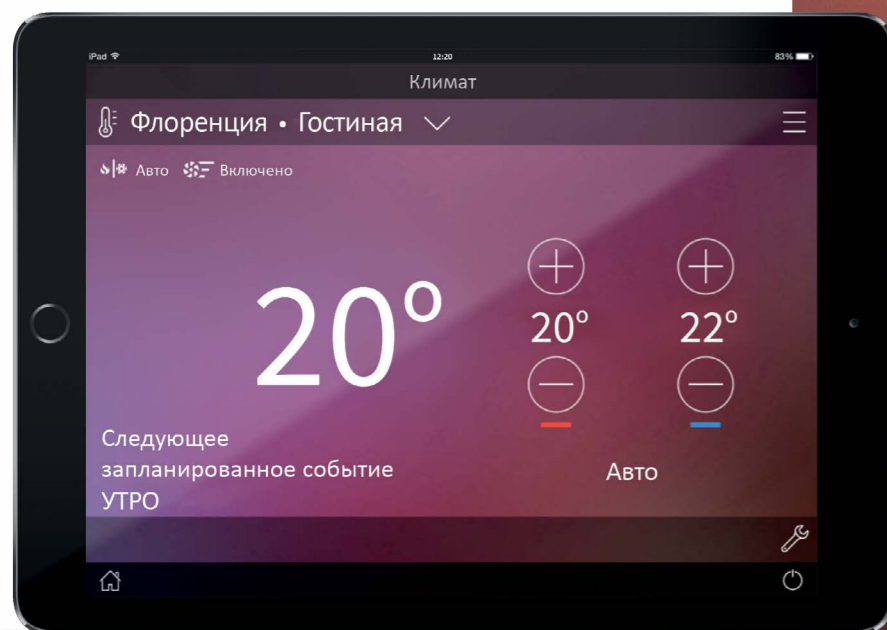 iPad 12:20 83%
Климат
Флоренция • Гостиная
Авто Включено
20°
20° 22°
Следующее
запланированное событие
УТРО
Авто